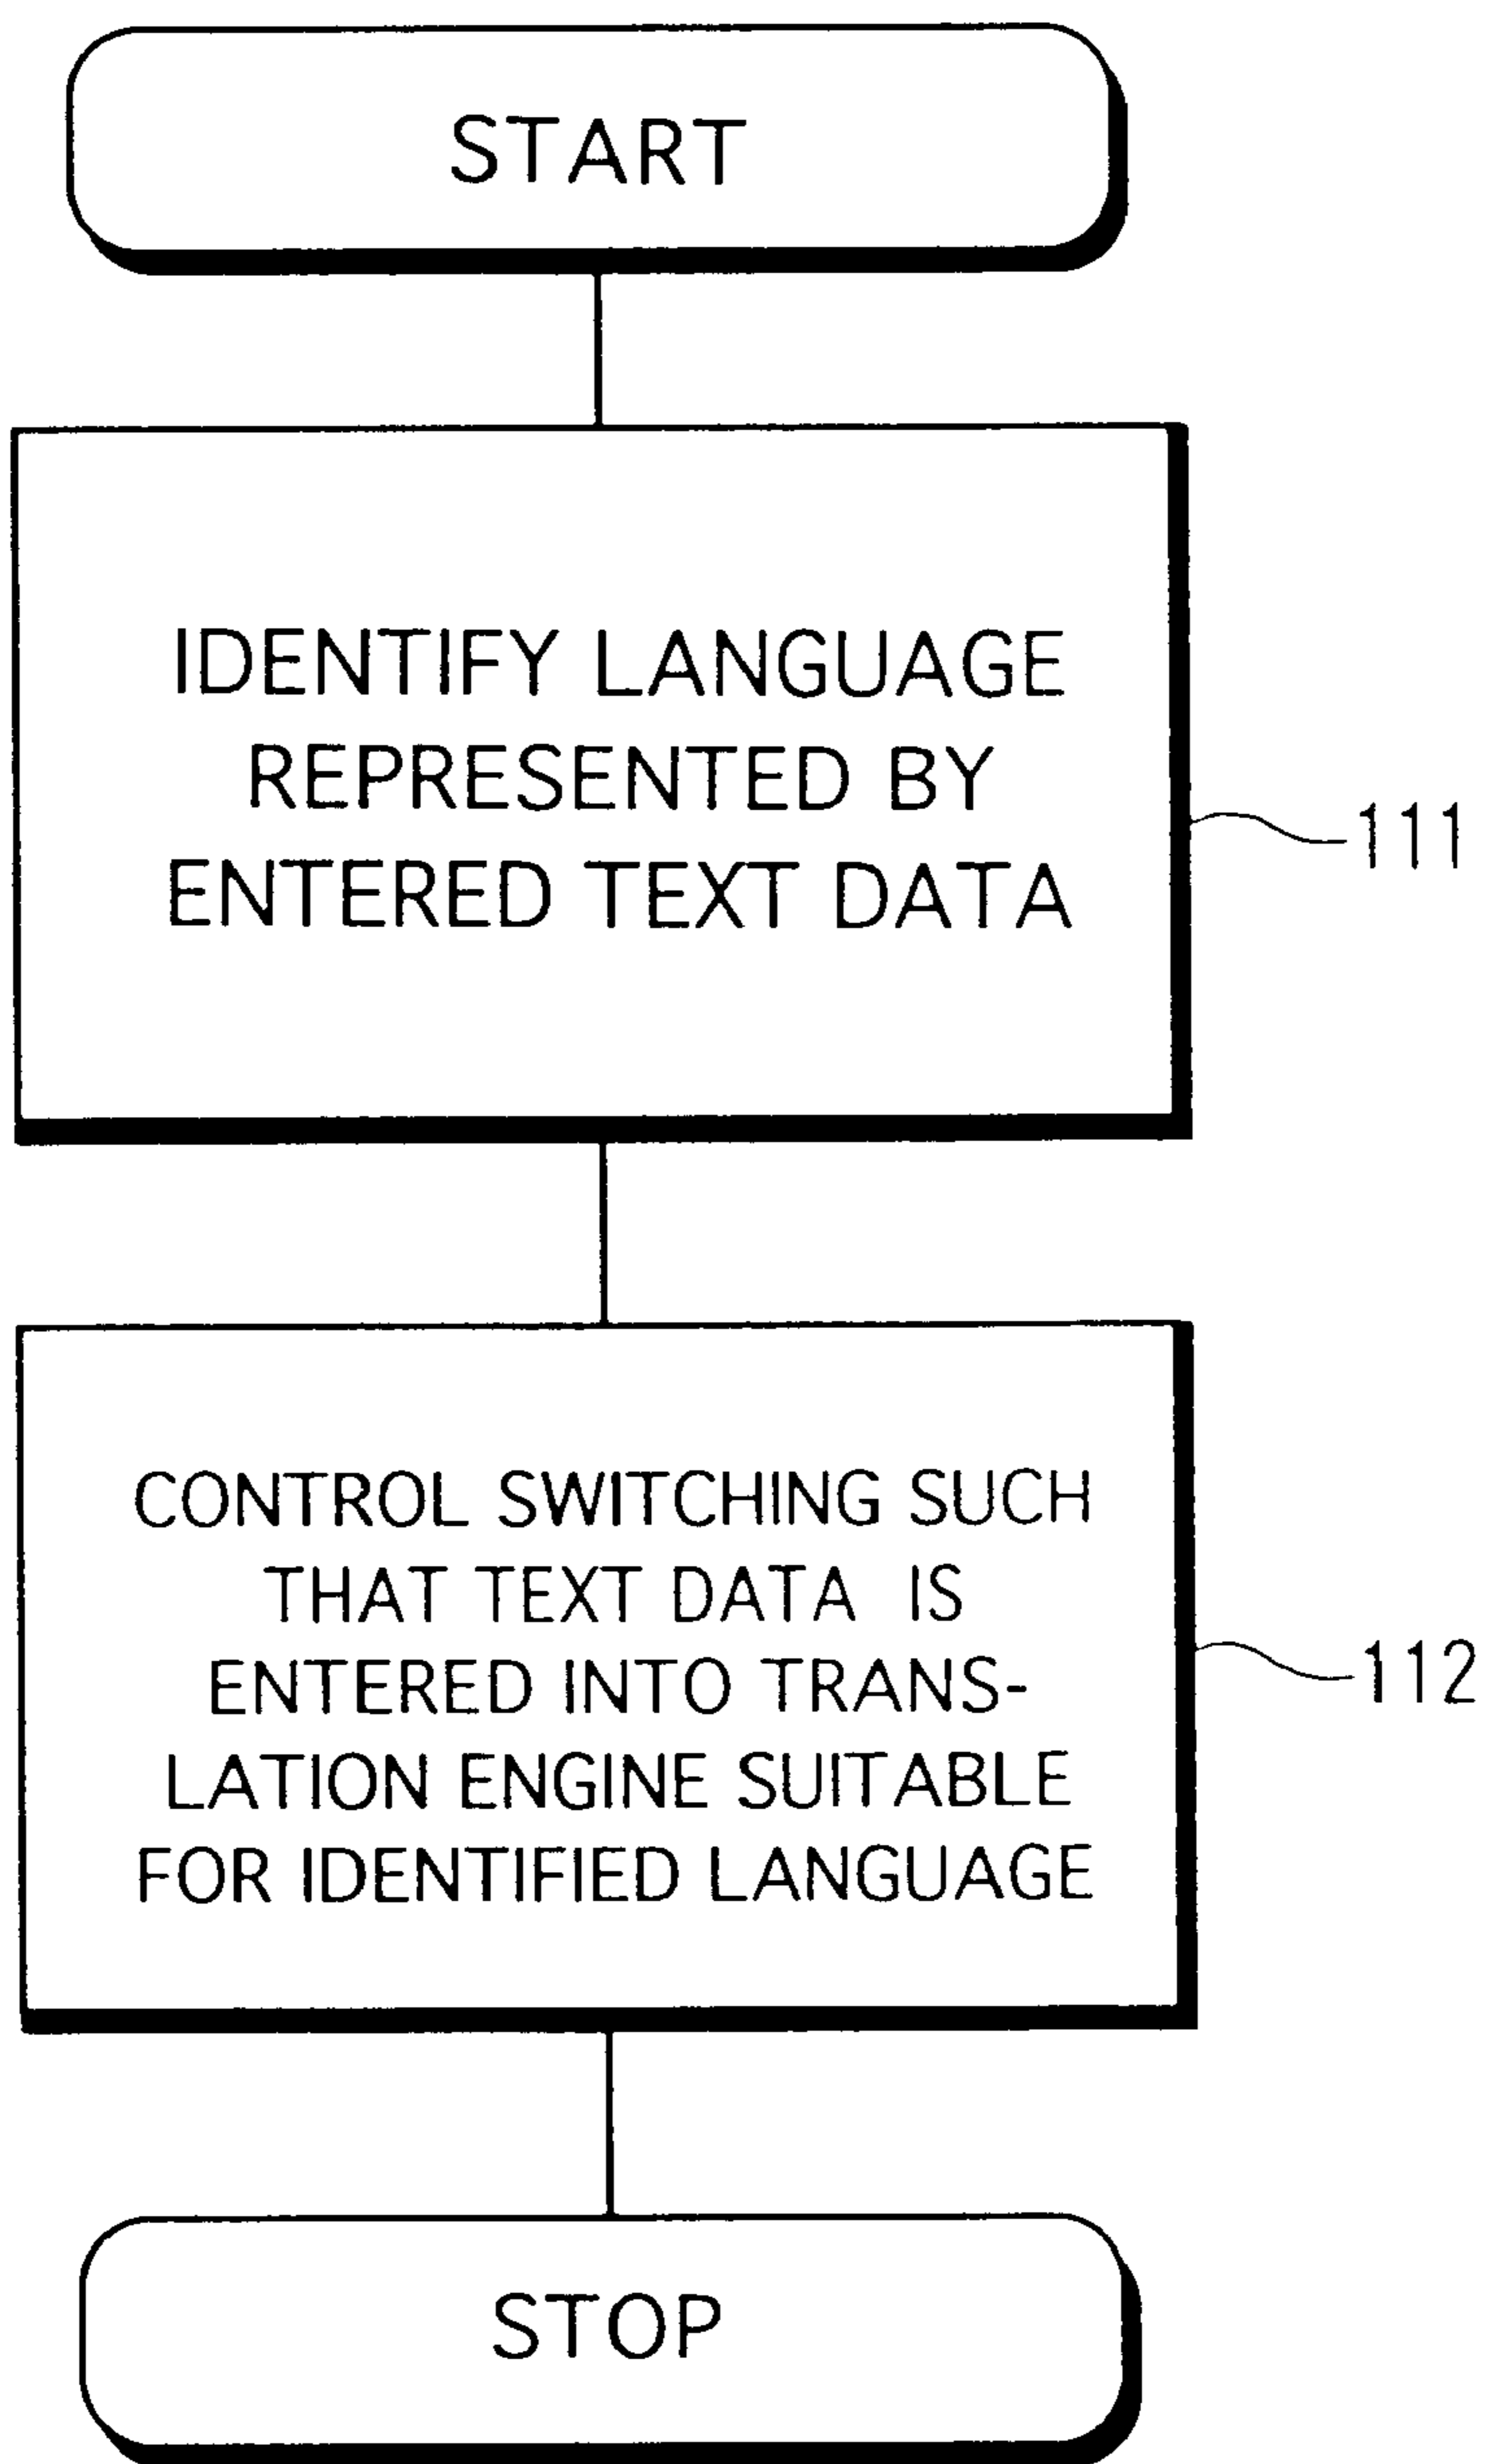 START
IDENTIFY LANGUAGE
REPRESENTED BY
ENTERED TEXT DATA
111
CONTROL SWITCHING SUCH
THAT TEXT DATA IS
ENTERED INTO TRANS-
LATION ENGINE SUITABLE
FOR IDENTIFIED LANGUAGE
112
STOP